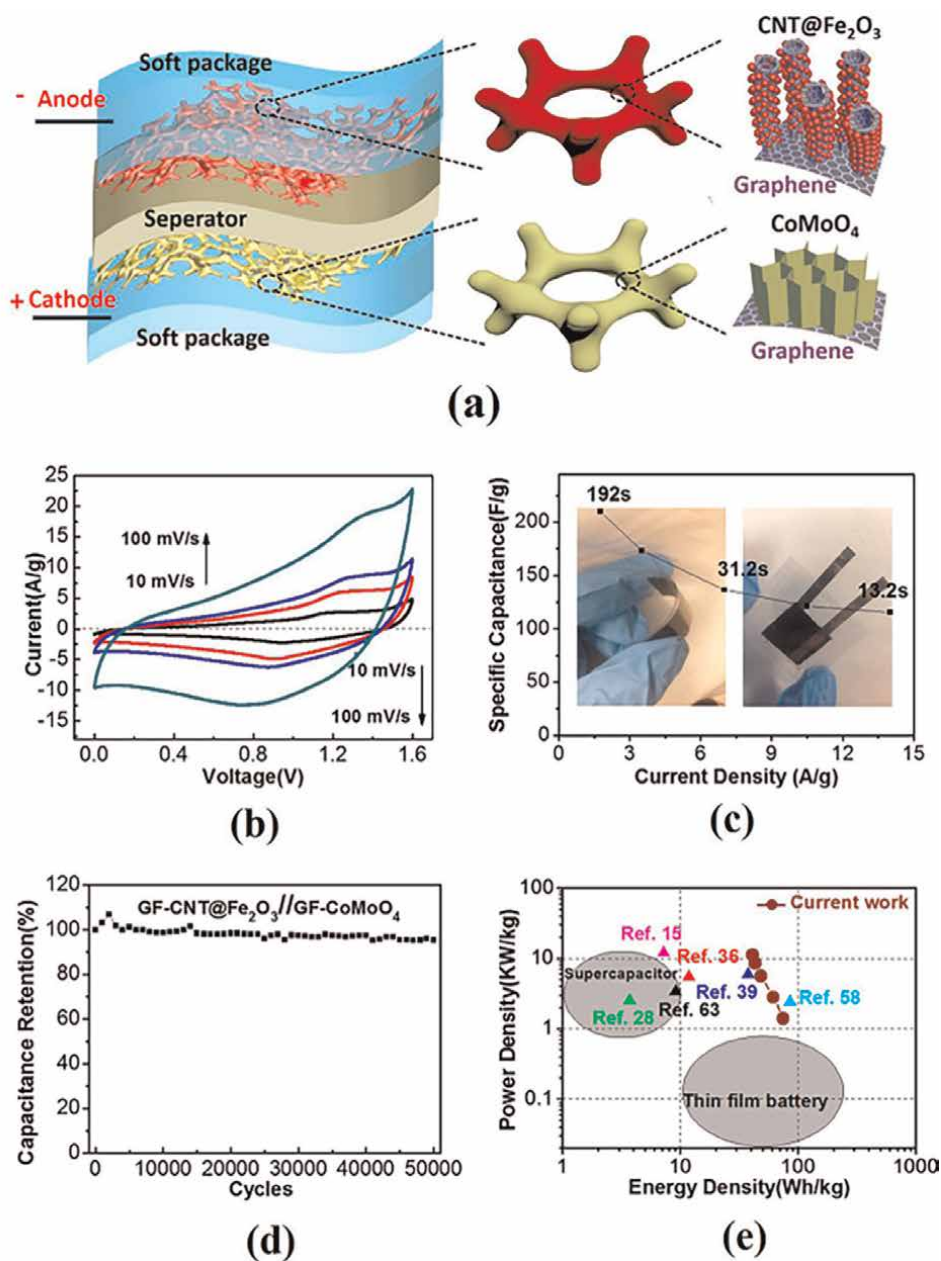 Soft package
- Anode
Seperator
+ Cathode
Soft package
CNT@Fe₂O₃
Graphene
CoMoO₄
Graphene
(a)
Current(A/g)
25
20
15
10
5
0
-5
-10
-15
100 mV/s
10 mV/s
10 mV/s
100 mV/s
0.0 0.4 0.8 1.2 1.6
Voltage(V)
(b)
Specific Capacitance(F/g)
200
150
100
50
0
192s
31.2s
13.2s
0 3 6 9 12 15
Current Density (A/g)
(c)
Capacitance Retention(%)
120
100
80
60
40
20
0
GF-CNT@Fe₂O₃//GF-CoMoO₄
0 10000 20000 30000 40000 50000
Cycles
(d)
Power Density(KW/kg)
100
10
1
0.1
Current work
Ref. 15
Ref. 36
Supercapacitor
Ref. 39
Ref. 58
Ref. 28
Ref. 63
Thin film battery
1 10 100 1000
Energy Density(Wh/kg)
(e)